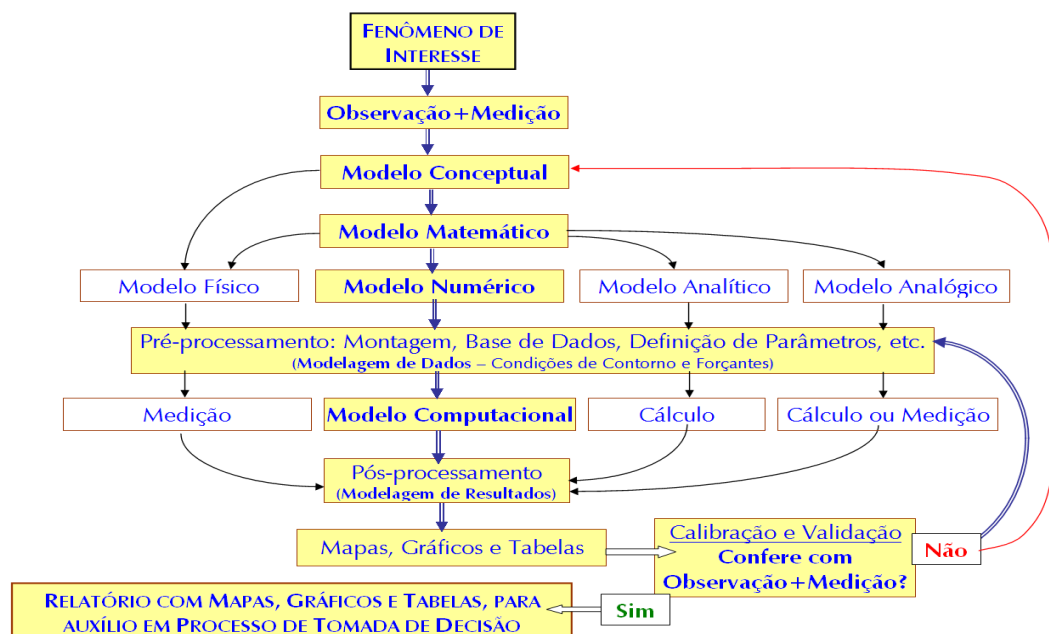 FENÔMENO DE
INTERESSE
Observação+Medição
Modelo Conceptual
Modelo Matemático
Modelo Físico
Modelo Numérico
Modelo Analítico
Modelo Analógico
Pré-processamento: Montagem, Base de Dados, Definição de Parâmetros, etc.
(Modelagem de Dados – Condições de Contorno e Forçantes)
Medição
Modelo Computacional
Cálculo
Cálculo ou Medição
Pós-processamento
(Modelagem de Resultados)
Mapas, Gráficos e Tabelas
Calibração e Validação
Confere com
Observação+Medição?
Não
Sim
RELATÓRIO COM MAPAS, GRÁFICOS E TABELAS, PARA
AUXÍLIO EM PROCESSO DE TOMADA DE DECISÃO